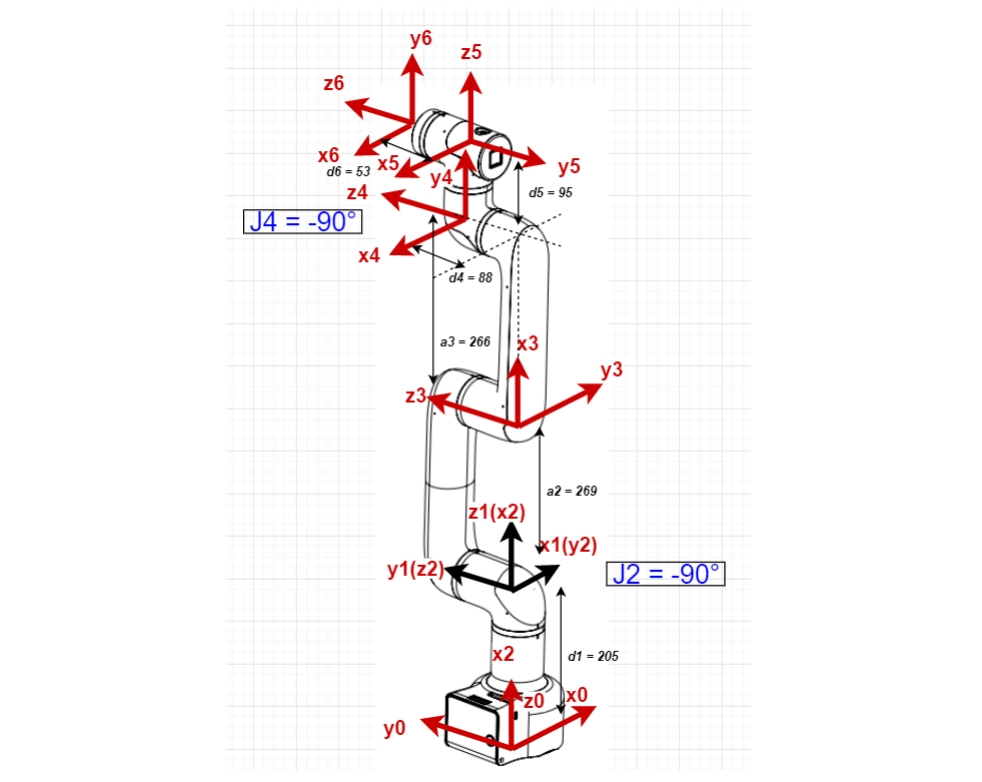 y6
z5
z6
x6
x5
y5
d6 = 53
y4
z4
d5 = 95
J4 = -90°
x4
d4 = 88
a3 = 266
x3
y3
z3
a2 = 269
z1(x2)
x1(y2)
y1(z2)
J2 = -90°
x2
d1 = 205
z0
x0
y0